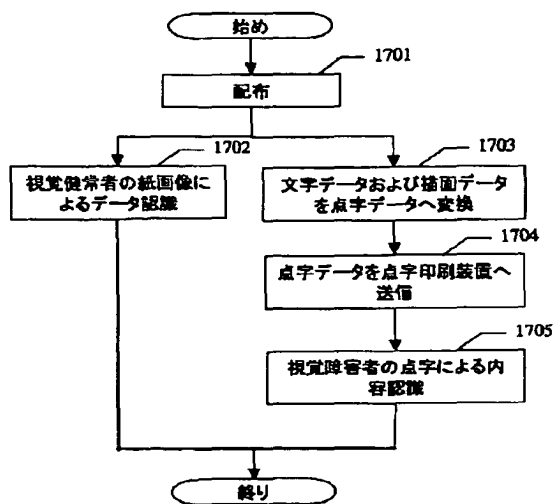 始め
1701
配布
1702
視覚健常者の紙画像に
よるデータ認識
1703
文字データおよび描画データ
を点字データへ変換
1704
点字データを点字印刷装置へ
送信
1705
視覚障害者の点字による内
容認識
終り